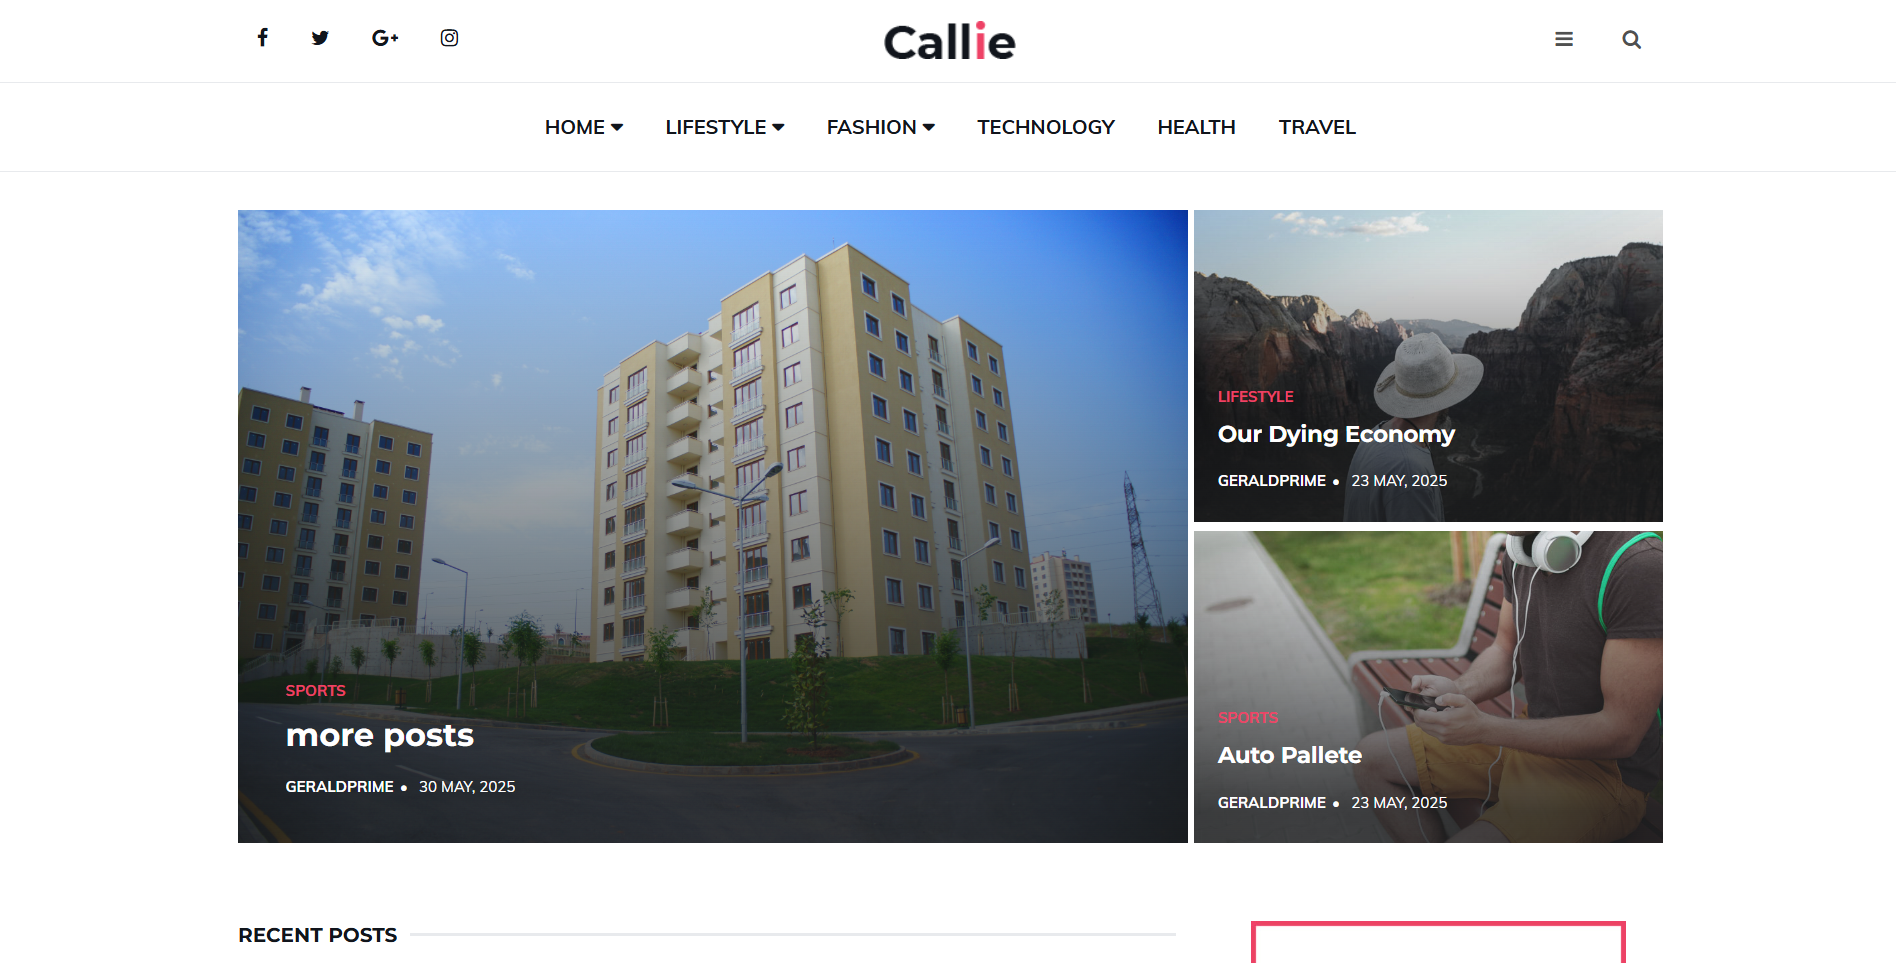 Callie
HOME LIFESTYLE FASHION TECHNOLOGY HEALTH TRAVEL
SPORTS
more posts
GERALDPRIME • 30 MAY, 2025
LIFESTYLE
Our Dying Economy
GERALDPRIME • 23 MAY, 2025
SPORTS
Auto Pallete
GERALDPRIME • 23 MAY, 2025
RECENT POSTS